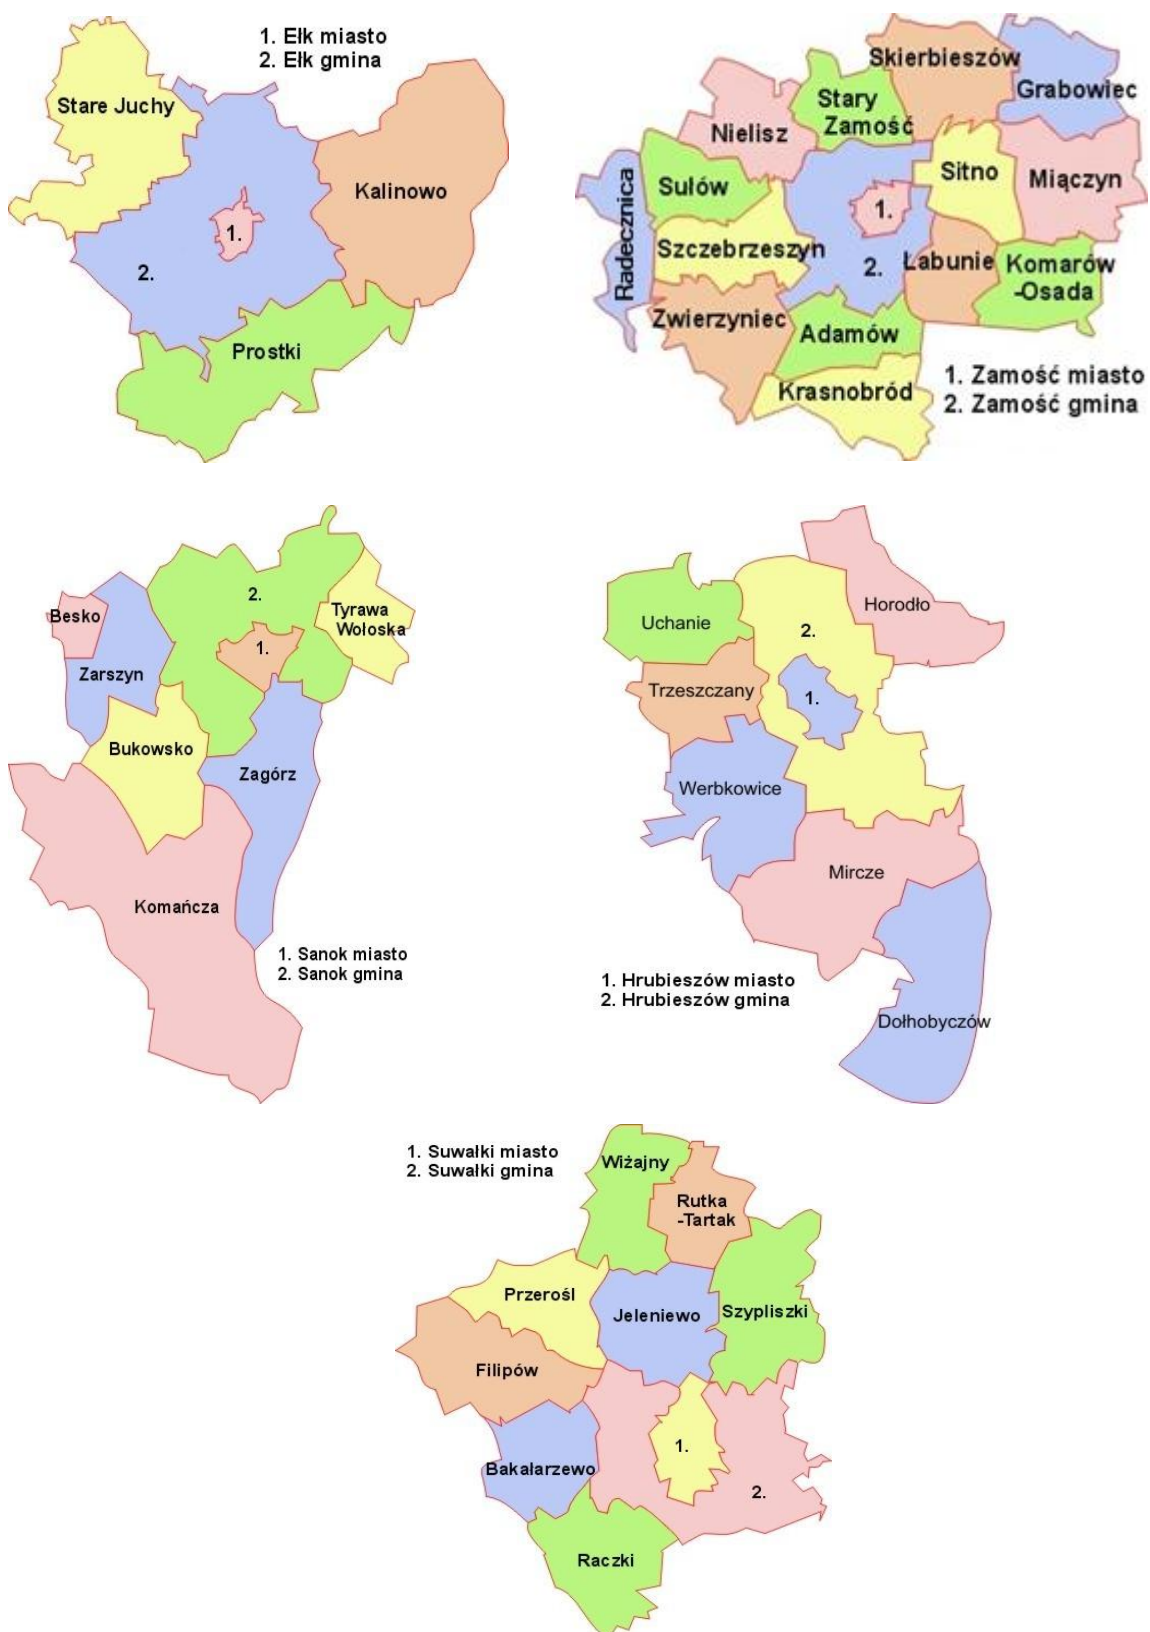 1. Ełk miasto
2. Ełk gmina
Stare Juchy
Kalinowo
1.
2.
Prostki
Skierbieszów
Grabowiec
Stary
Zamość
Nielisz
Sitno
Miączyn
Sułów
Radecznica
1.
Szczebrzeszyn
2.
Łabunie
Komarów
-Osada
Zwierzyniec
Adamów
Krasnobród
1. Zamość miasto
2. Zamość gmina
2.
Besko
Tyrawa
Wołoska
1.
Zarszyn
Bukowsko
Zagórz
Komańcza
1. Sanok miasto
2. Sanok gmina
Horodło
Uchanie
2.
Trzeszczany
1.
Werbkowice
Mircze
1. Hrubieszów miasto
2. Hrubieszów gmina
Dołhobyczów
1. Suwałki miasto
2. Suwałki gmina
Wiżajny
Rutka
-Tartak
Przerośl
Jeleniewo
Szypliszki
Filipów
1.
Bakałarzewo
2.
Raczki